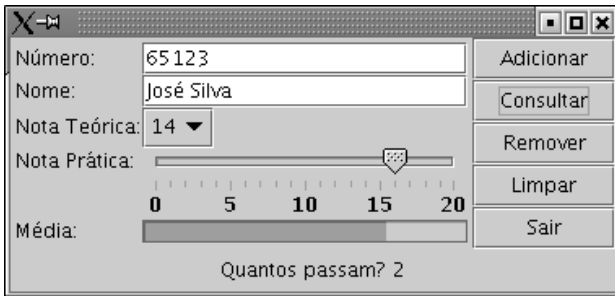 Número: 65123 Adicionar
Nome: José Silva Consultar
Nota Teórica: 14 Remover
Nota Prática:
0 5 10 15 20 Limpar
Média: Sair
Quantos passam? 2